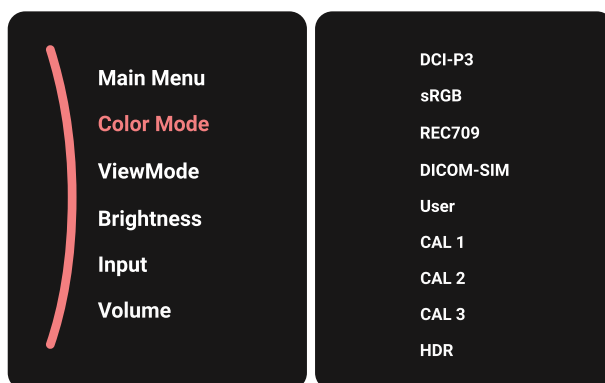 Main Menu
Color Mode
ViewMode
Brightness
Input
Volume
DCI-P3
sRGB
REC709
DICOM-SIM
User
CAL 1
CAL 2
CAL 3
HDR